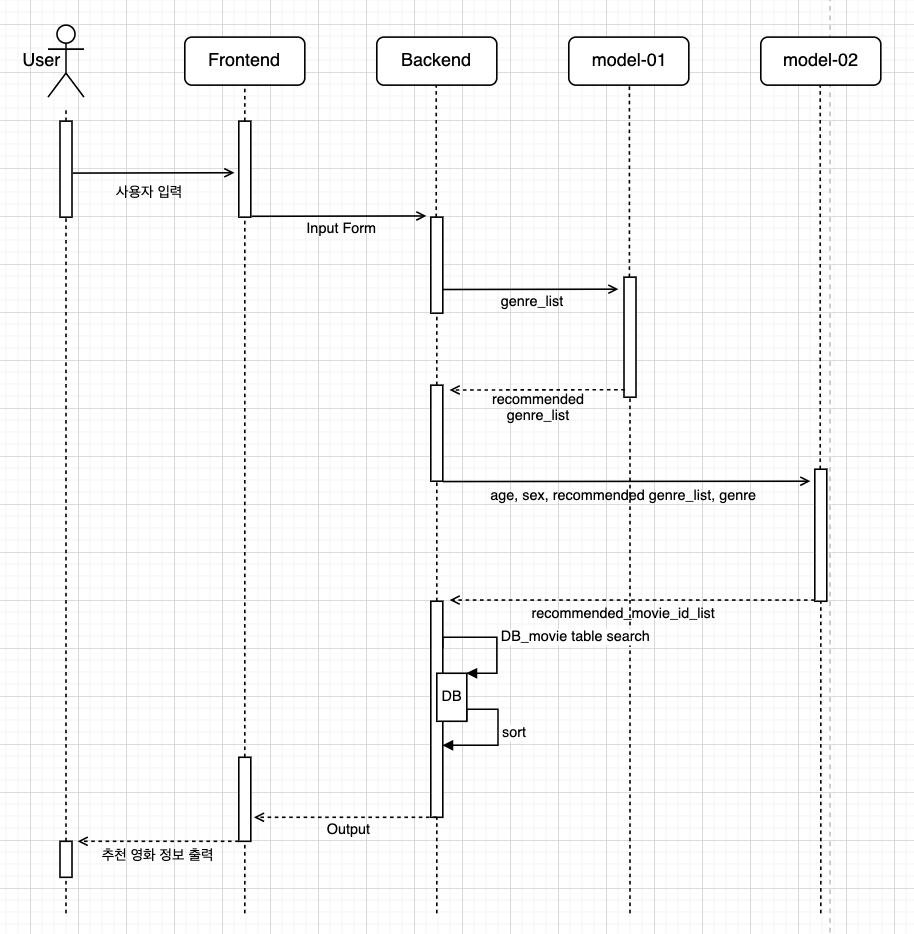 User
Frontend
Backend
model-01
model-02
사용자 입력
Input Form
genre_list
recommended
genre_list
age, sex, recommended genre_list, genre
recommended_movie_id_list
DB_movie table search
DB
sort
Output
추천 영화 정보 출력